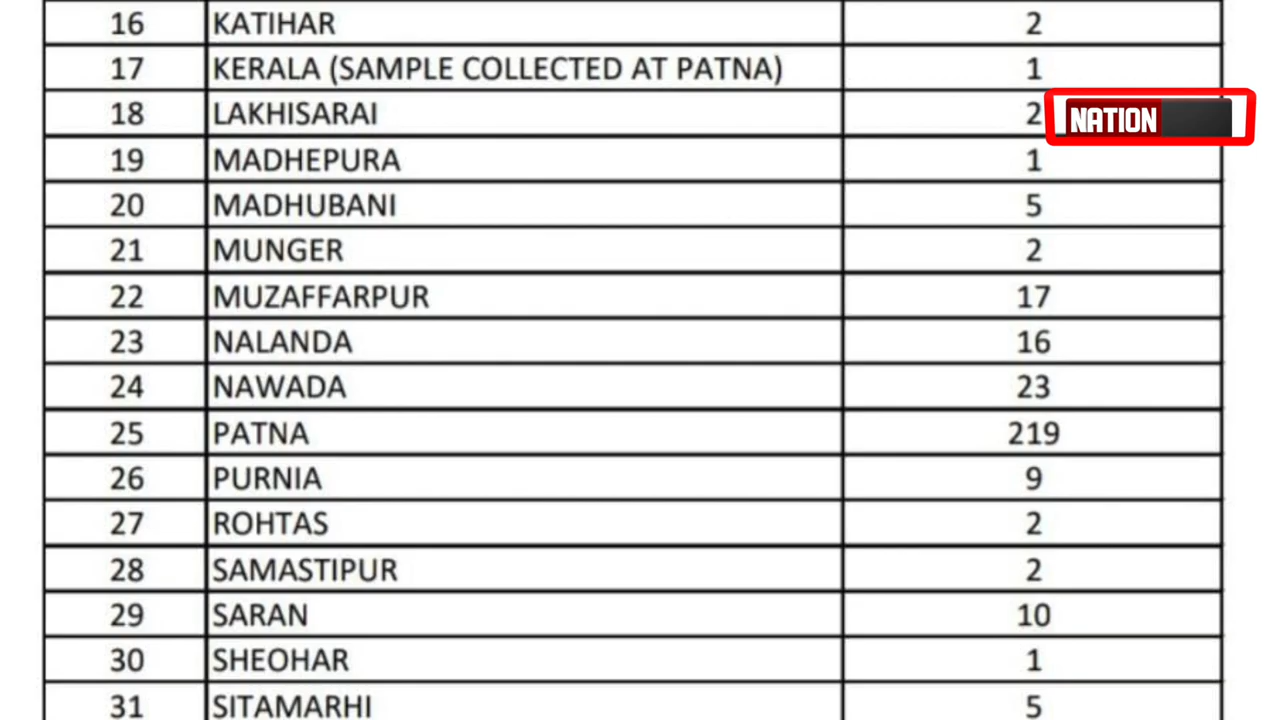 16 KATIHAR 2
17 KERALA (SAMPLE COLLECTED AT PATNA) 1
18 LAKHISARAI 2
NATION
19 MADHEPURA 1
20 MADHUBANI 5
21 MUNGER 2
22 MUZAFFARPUR 17
23 NALANDA 16
24 NAWADA 23
25 PATNA 219
26 PURNIA 9
27 ROHTAS 2
28 SAMASTIPUR 2
29 SARAN 10
30 SHEOHAR 1
31 SITAMARHI 5